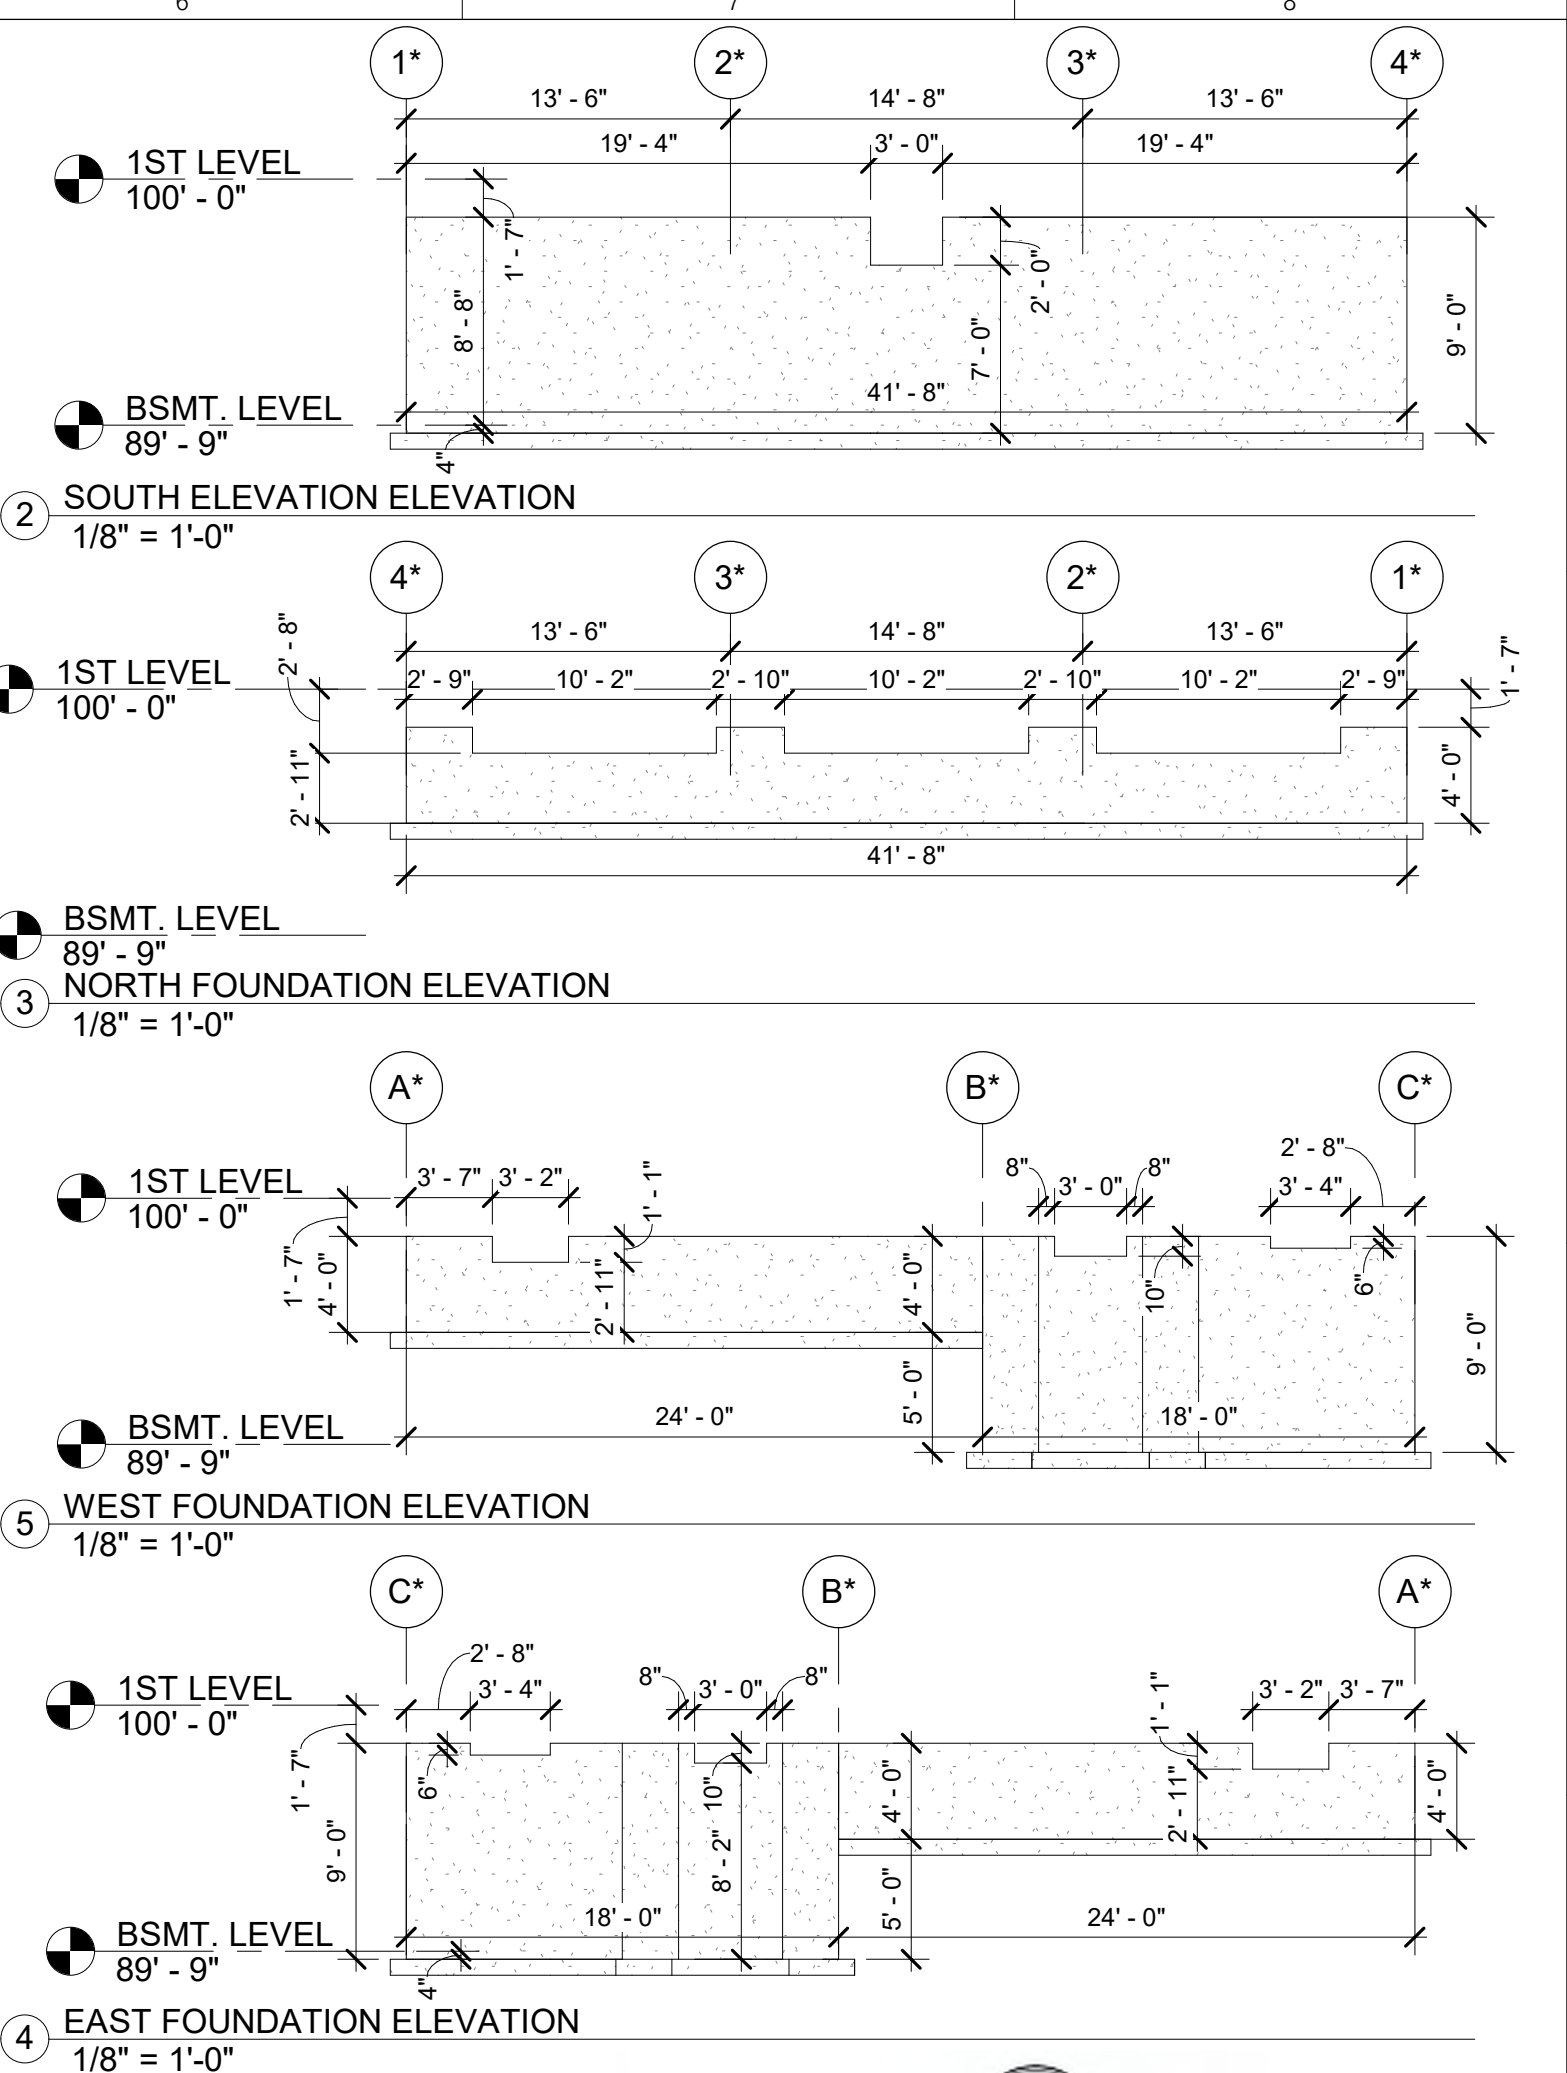 6 7 8
1* 2* 3* 4*
13' - 6" 14' - 8" 13' - 6"
19' - 4" 3' - 0" 19' - 4"
1ST LEVEL
100' - 0"
1' - 7"
2' - 0"
8' - 8"
7' - 0"
9' - 0"
41' - 8"
BSMT. LEVEL
89' - 9"
4"
2 SOUTH ELEVATION ELEVATION
1/8" = 1'-0"
4* 3* 2* 1*
13' - 6" 14' - 8" 13' - 6"
2' - 8"
1ST LEVEL
100' - 0"
2' - 9" 10' - 2" 2' - 10" 10' - 2" 2' - 10" 10' - 2" 2' - 9"
1' - 7"
2' - 11"
4' - 0"
41' - 8"
BSMT. LEVEL
89' - 9"
3 NORTH FOUNDATION ELEVATION
1/8" = 1'-0"
A* B* C*
2' - 8"
8" 3' - 0" 8" 3' - 4"
3' - 7" 3' - 2" 1' - 1"
1ST LEVEL
100' - 0"
1' - 7"
4' - 0"
2' - 11"
4' - 0"
10"
6"
9' - 0"
5' - 0"
24' - 0" 18' - 0"
BSMT. LEVEL
89' - 9"
5 WEST FOUNDATION ELEVATION
1/8" = 1'-0"
C* B* A*
2' - 8"
3' - 4" 8" 3' - 0" 8" 1' - 1" 3' - 2" 3' - 7"
1ST LEVEL
100' - 0"
1' - 7"
6"
10"
4' - 0"
2' - 11"
4' - 0"
9' - 0"
8' - 2"
5' - 0"
18' - 0" 24' - 0"
BSMT. LEVEL
89' - 9"
4"
4 EAST FOUNDATION ELEVATION
1/8" = 1'-0"